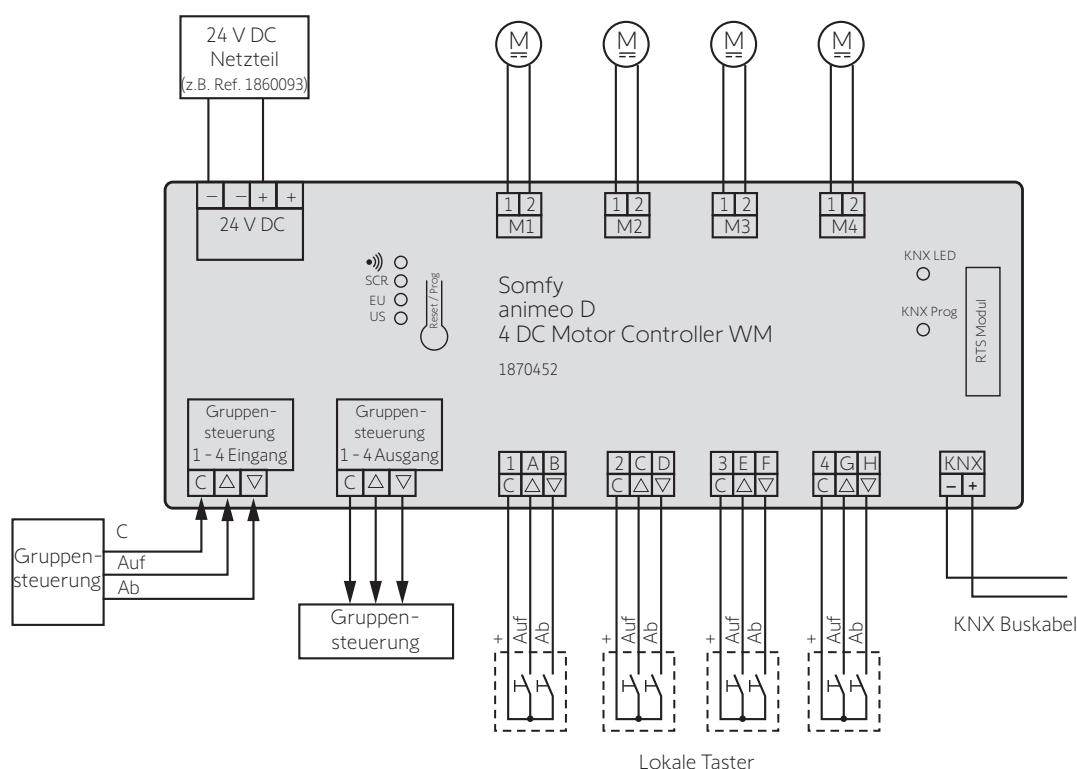 24 V DC
Netzteil
(z.B. Ref. 1860093)
M M M M
– – + +
24 V DC
1 2
M1
1 2
M2
1 2
M3
1 2
M4
SCR
EU
US
Reset / Prog
Somfy
animeo D
4 DC Motor Controller WM
1870452
KNX LED
KNX Prog
RTS Modul
Gruppen-
steuerung
1 - 4 Eingang
C
Gruppen-
steuerung
1 - 4 Ausgang
C
1 A B
C
2 C D
C
3 E F
C
4 G H
C
KNX
– +
Gruppen-
steuerung
C
Auf
Ab
Gruppen-
steuerung
+ Auf Ab
+ Auf Ab
+ Auf Ab
+ Auf Ab
KNX Buskabel
Lokale Taster